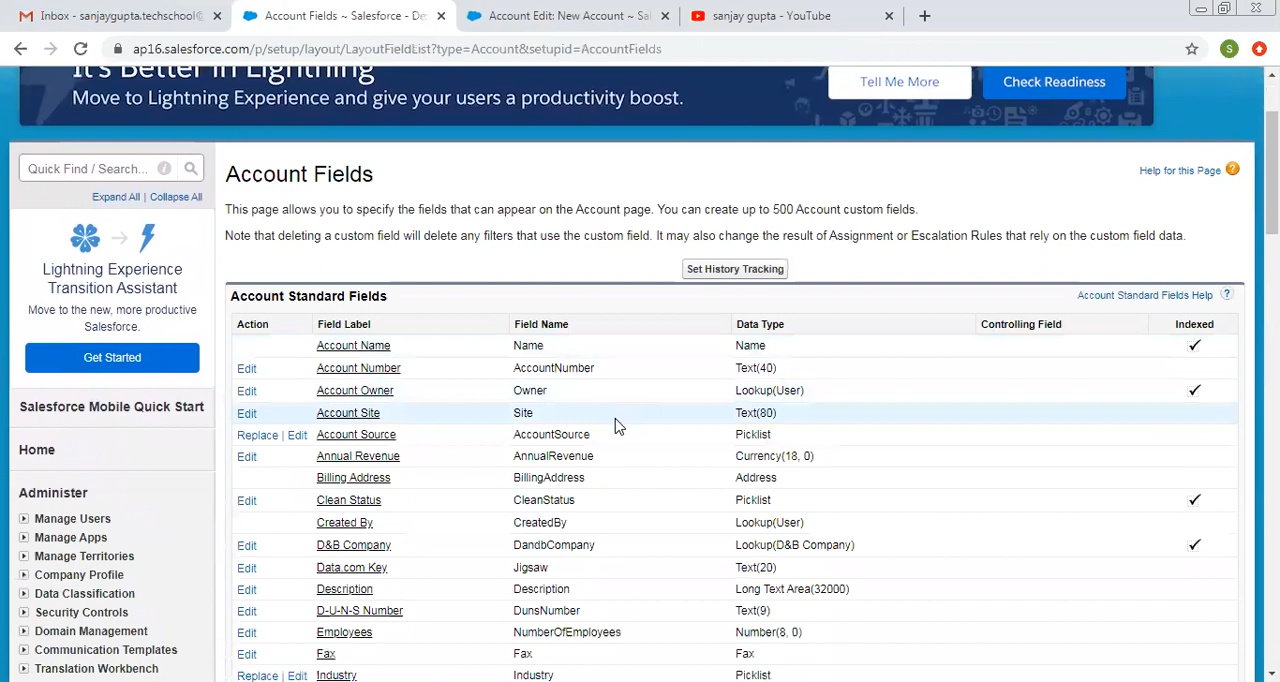 Inbox - sanjaygupta.techschool@
Account Fields ~ Salesforce - De
Account Edit: New Account ~ Sal
sanjay gupta - YouTube
ap16.salesforce.com/p/setup/layout/LayoutFieldList?type=Account&setupid=AccountFields
S
It's Better in Lightning
Move to Lightning Experience and give your users a productivity boost.
Tell Me More
Check Readiness
Quick Find / Search...
Expand All | Collapse All
Lightning Experience
Transition Assistant
Move to the new, more productive
Salesforce.
Get Started
Salesforce Mobile Quick Start
Home
Administer
Manage Users
Manage Apps
Manage Territories
Company Profile
Data Classification
Security Controls
Domain Management
Communication Templates
Translation Workbench
Account Fields
Help for this Page
This page allows you to specify the fields that can appear on the Account page. You can create up to 500 Account custom fields.
Note that deleting a custom field will delete any filters that use the custom field. It may also change the result of Assignment or Escalation Rules that rely on the custom field data.
Set History Tracking
Account Standard Fields
Account Standard Fields Help ?
Action Field Label Field Name Data Type Controlling Field Indexed
Account Name Name Name
Edit Account Number AccountNumber Text(40)
Edit Account Owner Owner Lookup(User)
Edit Account Site Site Text(80)
Replace | Edit Account Source AccountSource Picklist
Edit Annual Revenue AnnualRevenue Currency(18, 0)
Billing Address BillingAddress Address
Edit Clean Status CleanStatus Picklist
Created By CreatedBy Lookup(User)
Edit D&B Company DandbCompany Lookup(D&B Company)
Edit Data.com Key Jigsaw Text(20)
Edit Description Description Long Text Area(32000)
Edit D-U-N-S Number DunsNumber Text(9)
Edit Employees NumberOfEmployees Number(8, 0)
Edit Fax Fax Fax
Replace | Edit Industry Industry Picklist